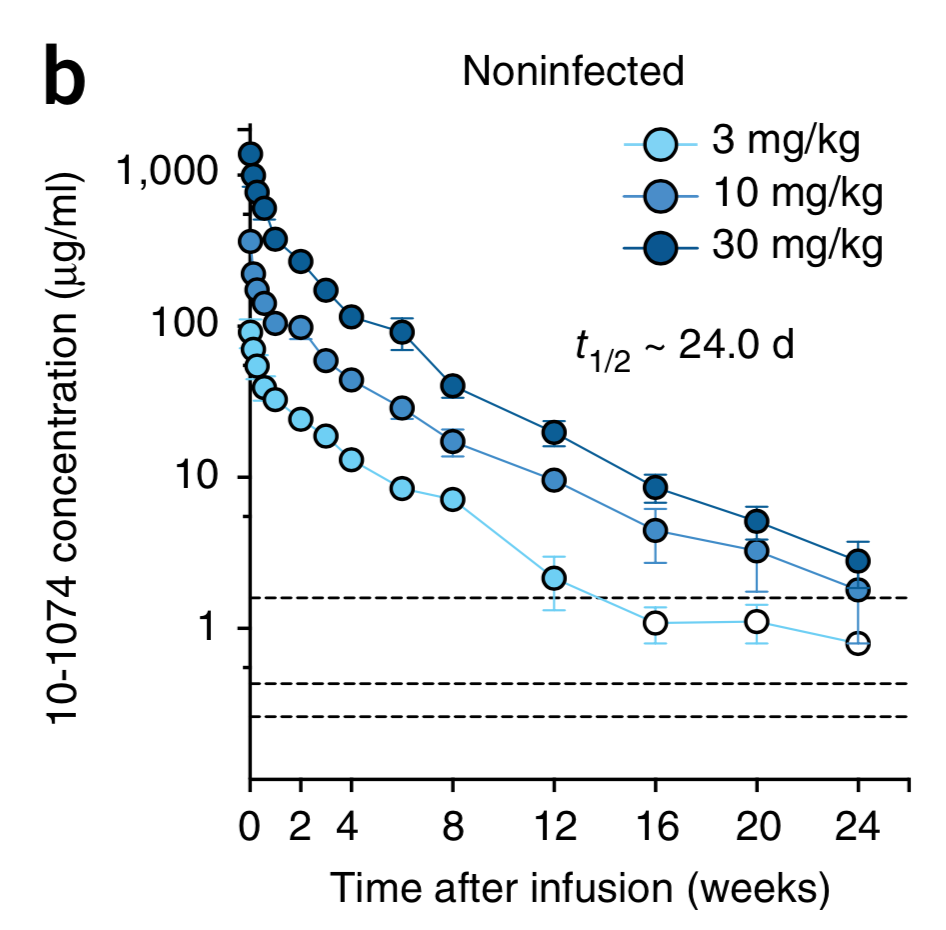 b
Noninfected
3 mg/kg
10 mg/kg
30 mg/kg
t1/2 ~ 24.0 d
10-1074 concentration (μg/ml)
1,000
100
10
1
0 2 4 8 12 16 20 24
Time after infusion (weeks)